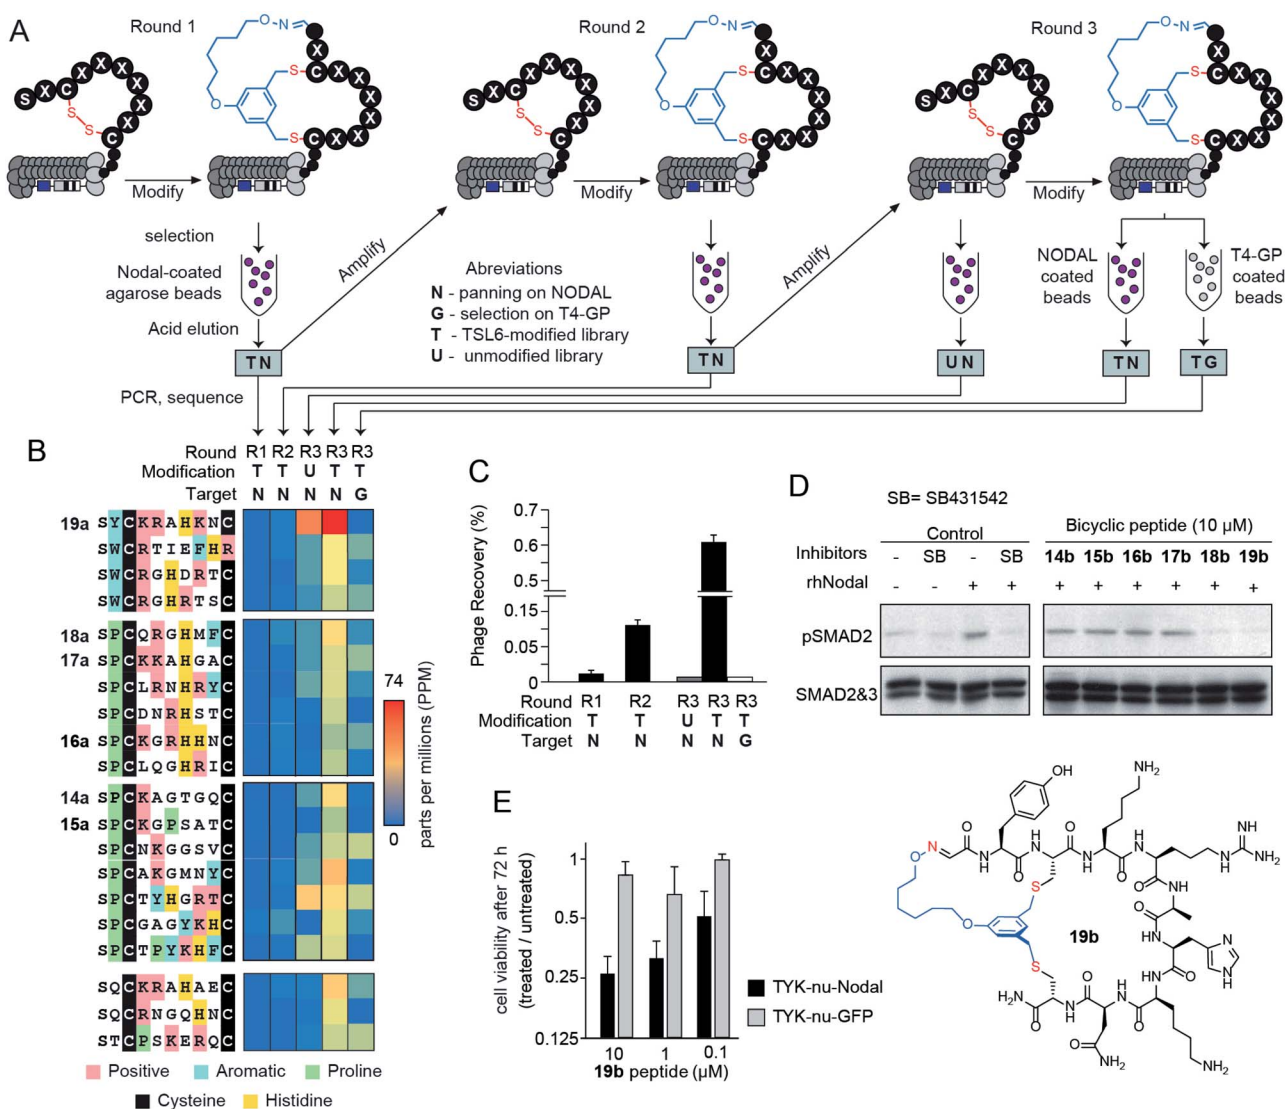 A
Round 1
Round 2
Round 3
O N
O N
O N
S X C X X X X X X X C
S S
X C X X X X X X X C
S
S
O
S X C X X X X X X X C
S S
X C X X X X X X X C
S
S
O
S X C X X X X X X X C
S S
X C X X X X X X X C
S
S
O
Modify
Modify
Modify
selection
Nodal-coated
agarose beads
Acid elution
Amplify
Abreviations
N - panning on NODAL
G - selection on T4-GP
T - TSL6-modified library
U - unmodified library
Amplify
NODAL
coated
beads
T4-GP
coated
beads
TN
TN
UN
TN
TG
PCR, sequence
B
Round R1 R2 R3 R3 R3
Modification T T U T T
Target N N N N G
19a SYCKRAHKNC
SWCRTIEFHR
SWCRGHDRTC
SWCRGHRTSC
18a SPCQRGHMFC
17a SPCKKAHGAC
SPCLRNHRYC
SPCDNRHSTC
16a SPCKGRHHNC
SPCLQGHRIC
14a SPCKAGTGQC
15a SPCKGPSATC
SPCNKGGSVC
SPCAKGMNYC
SPCTYHGRTC
SPCGAGYKHC
SPCTPYKHFC
SQCKRAHAEC
SQCRNGQHNC
STCPSKERQC
74
0
parts per millions (PPM)
Positive Aromatic Proline
Cysteine Histidine
C
Phage Recovery (%)
0.7
0.6
0.5
0.15
0.05
0
Round R1 R2 R3 R3 R3
Modification T T U T T
Target N N N N G
D
SB= SB431542
Control
Bicyclic peptide (10 µM)
Inhibitors - SB - SB 14b 15b 16b 17b 18b 19b
rhNodal - - + + + + + + + +
pSMAD2
SMAD2&3
E
cell viability after 72 h
(treated / untreated)
1
0.5
0.25
0.125
10 1 0.1
19b peptide (µM)
TYK-nu-Nodal
TYK-nu-GFP
OH
NH2
O
N
O
NH
O
H
N
N
H
O
H
N
O
N
H
NH
NH2
NH
O
HN
O
NH
N
NH
O
HN
NH2
O
N
H
O
H
N
O
NH2
O
H2N
S
S
O
19b